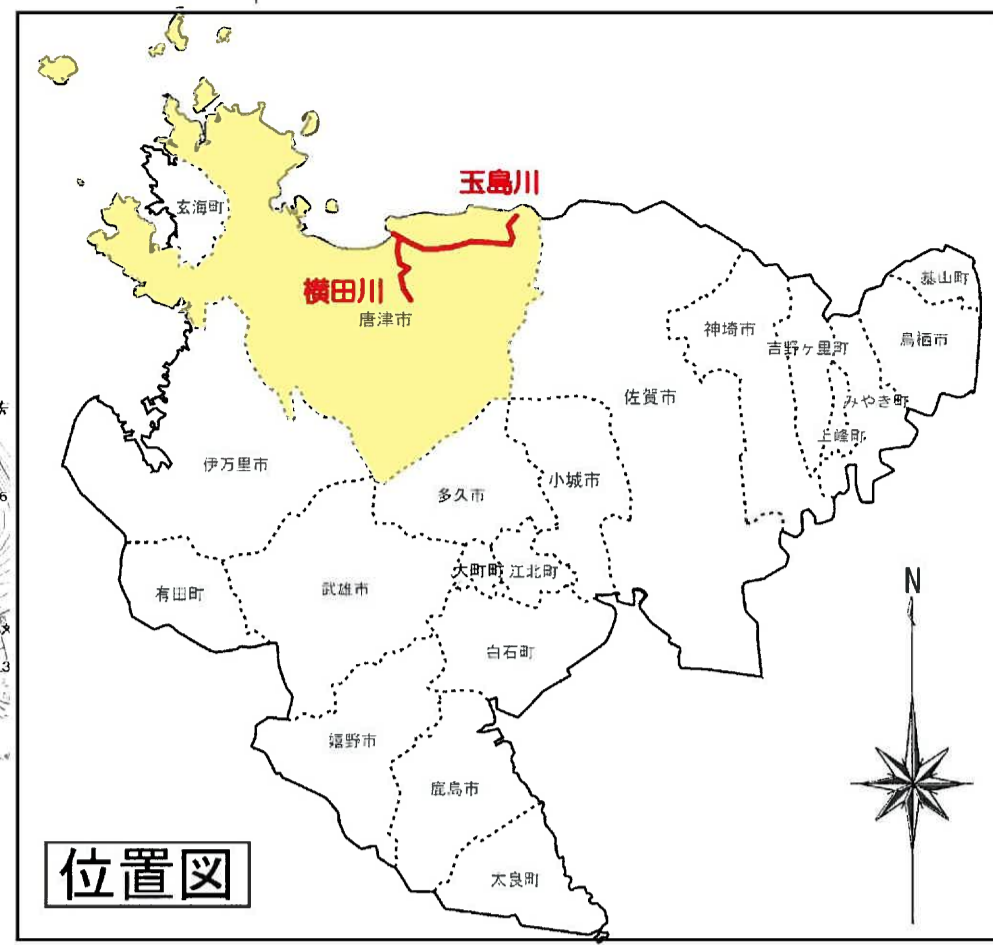 玉島川
玄海町
横田川
唐津市
基山町
神埼市
吉野ヶ里町
鳥栖市
佐賀市
みやき町
上峰町
伊万里市
多久市
小城市
大町町
江北町
有田町
武雄市
白石町
N
嬉野市
鹿島市
太良町
位置図